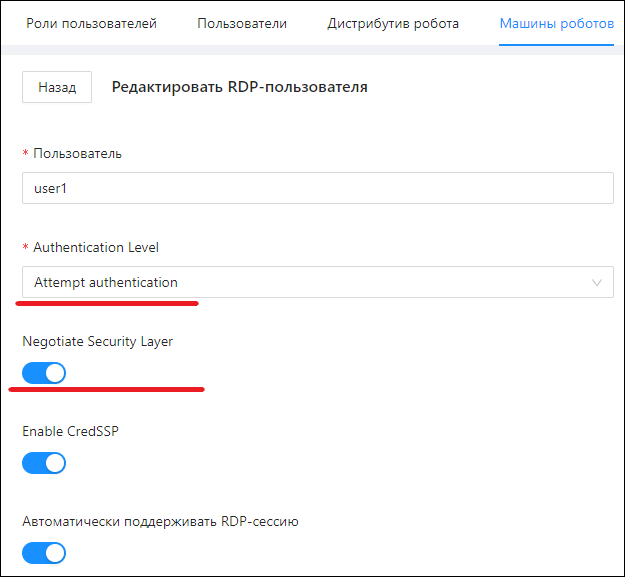 Роли пользователей Пользователи Дистрибутив робота Машины роботов
Назад Редактировать RDP-пользователя
* Пользователь
user1
* Authentication Level
Attempt authentication
Negotiate Security Layer
Enable CredSSP
Автоматически поддерживать RDP-сессию